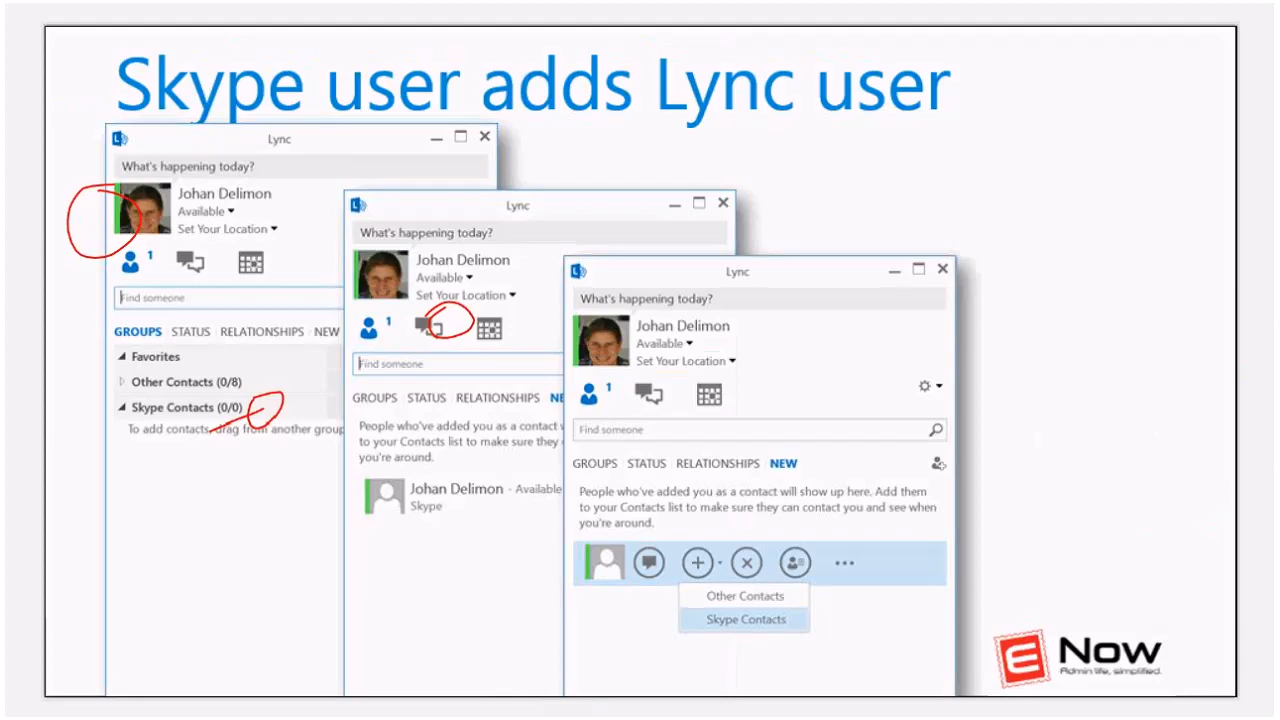 Skype user adds Lync user
Lync
What's happening today?
Johan Delimon
Available
Set Your Location
1
Find someone
GROUPS STATUS RELATIONSHIPS NEW
Favorites
Other Contacts (0/8)
Skype Contacts (0/0)
To add contacts, drag from another group
Lync
What's happening today?
Johan Delimon
Available
Set Your Location
1
Find someone
GROUPS STATUS RELATIONSHIPS NE
People who've added you as a contact
to your Contacts list to make sure they
you're around.
Johan Delimon - Available
Skype
Lync
What's happening today?
Johan Delimon
Available
Set Your Location
1
Find someone
GROUPS STATUS RELATIONSHIPS NEW
People who've added you as a contact will show up here. Add them
to your Contacts list to make sure they can contact you and see when
you're around.
Other Contacts
Skype Contacts
E Now
Admin life, simplified.